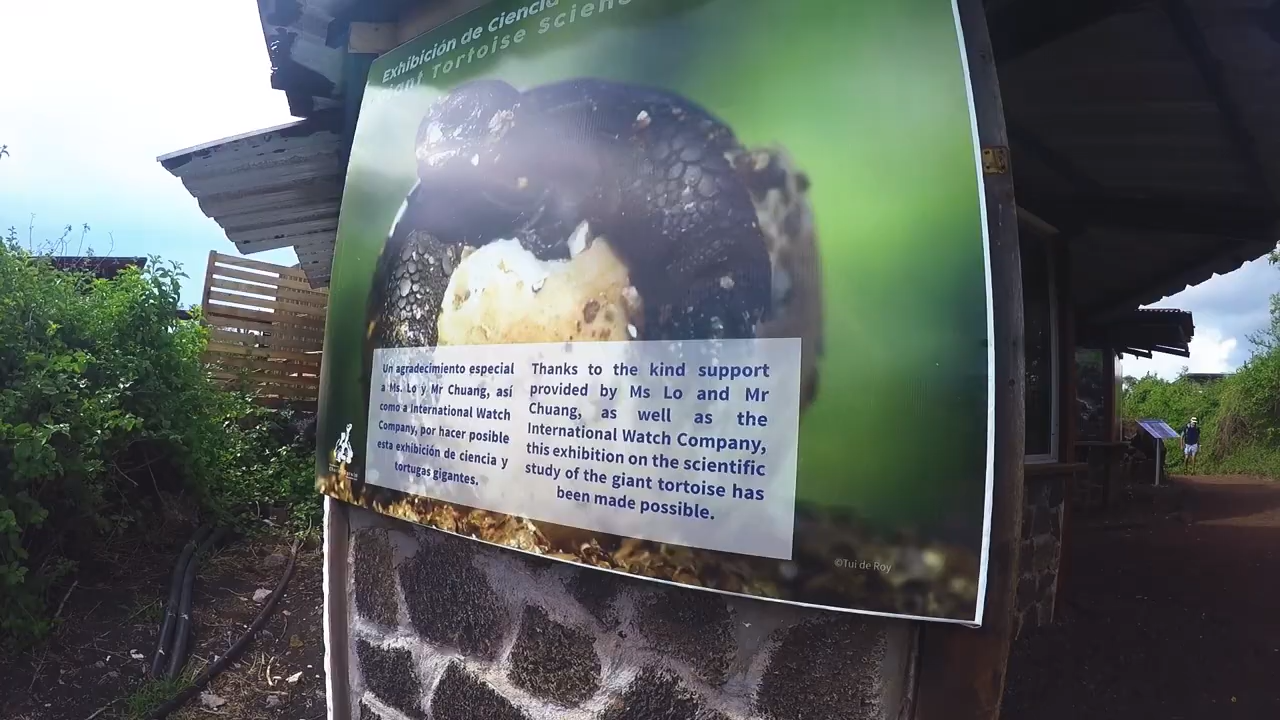 Exhibición de ciencia
Giant Tortoise Scien
Un agradecimiento especial
a Ms. Lo y Mr Chuang, así
como a International Watch
Company, por hacer posible
esta exhibición de ciencia y
tortugas gigantes.
Thanks to the kind support
provided by Ms Lo and Mr
Chuang, as well as the
International Watch Company,
this exhibition on the scientific
study of the giant tortoise has
been made possible.
©Tui de Roy